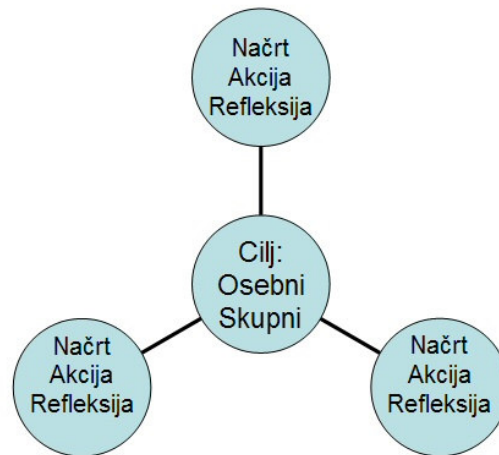 Načrt
Akcija
Refleksija
Cilj:
Osebni
Skupni
Načrt
Akcija
Refleksija
Načrt
Akcija
Refleksija